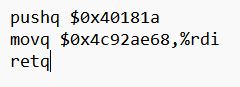 pushq $0x40181a
movq $0x4c92ae68,%rdi
retq